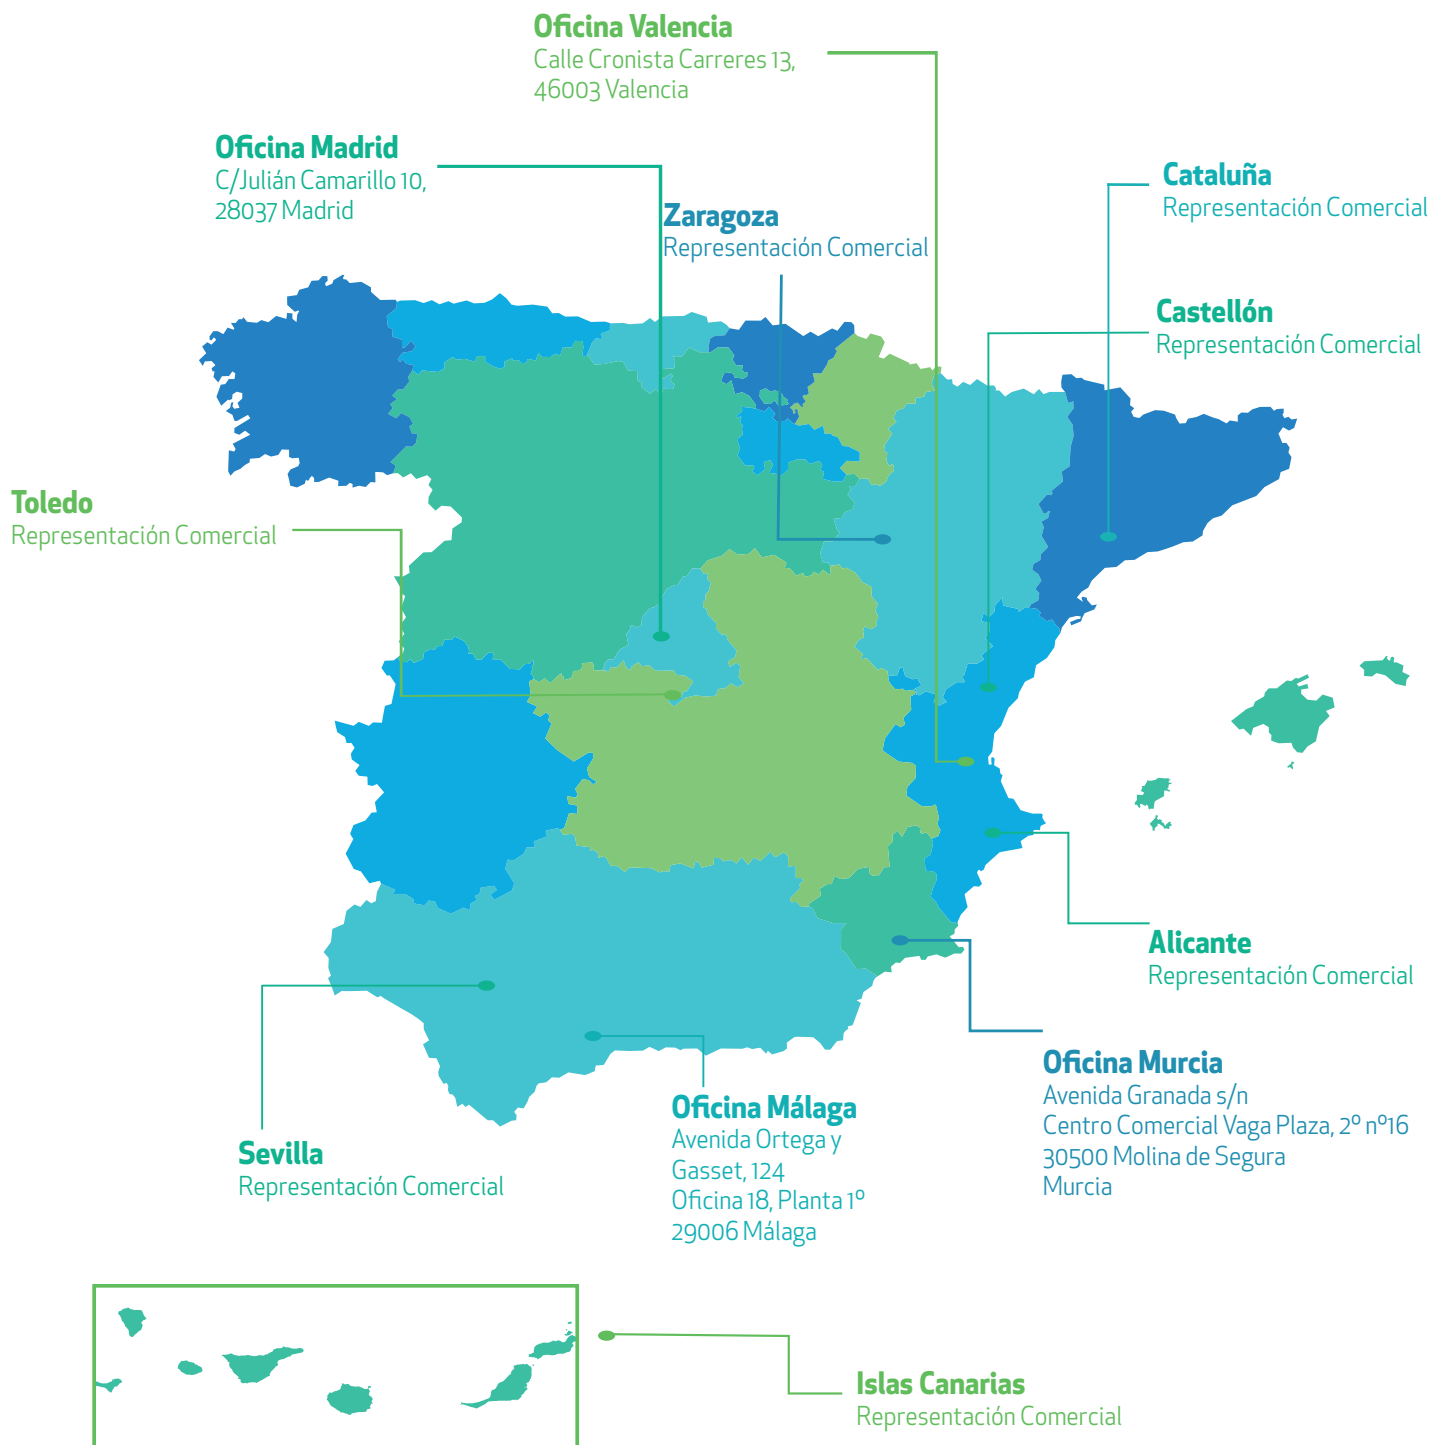 Oficina Valencia
Calle Cronista Carreres 13,
46003 Valencia
Oficina Madrid
C/Julián Camarillo 10,
28037 Madrid
Zaragoza
Representación Comercial
Cataluña
Representación Comercial
Castellón
Representación Comercial
Toledo
Representación Comercial
Alicante
Representación Comercial
Oficina Murcia
Avenida Granada s/n
Centro Comercial Vaga Plaza, 2º nº16
30500 Molina de Segura
Murcia
Oficina Málaga
Avenida Ortega y
Gasset, 124
Oficina 18, Planta 1º
29006 Málaga
Sevilla
Representación Comercial
Islas Canarias
Representación Comercial